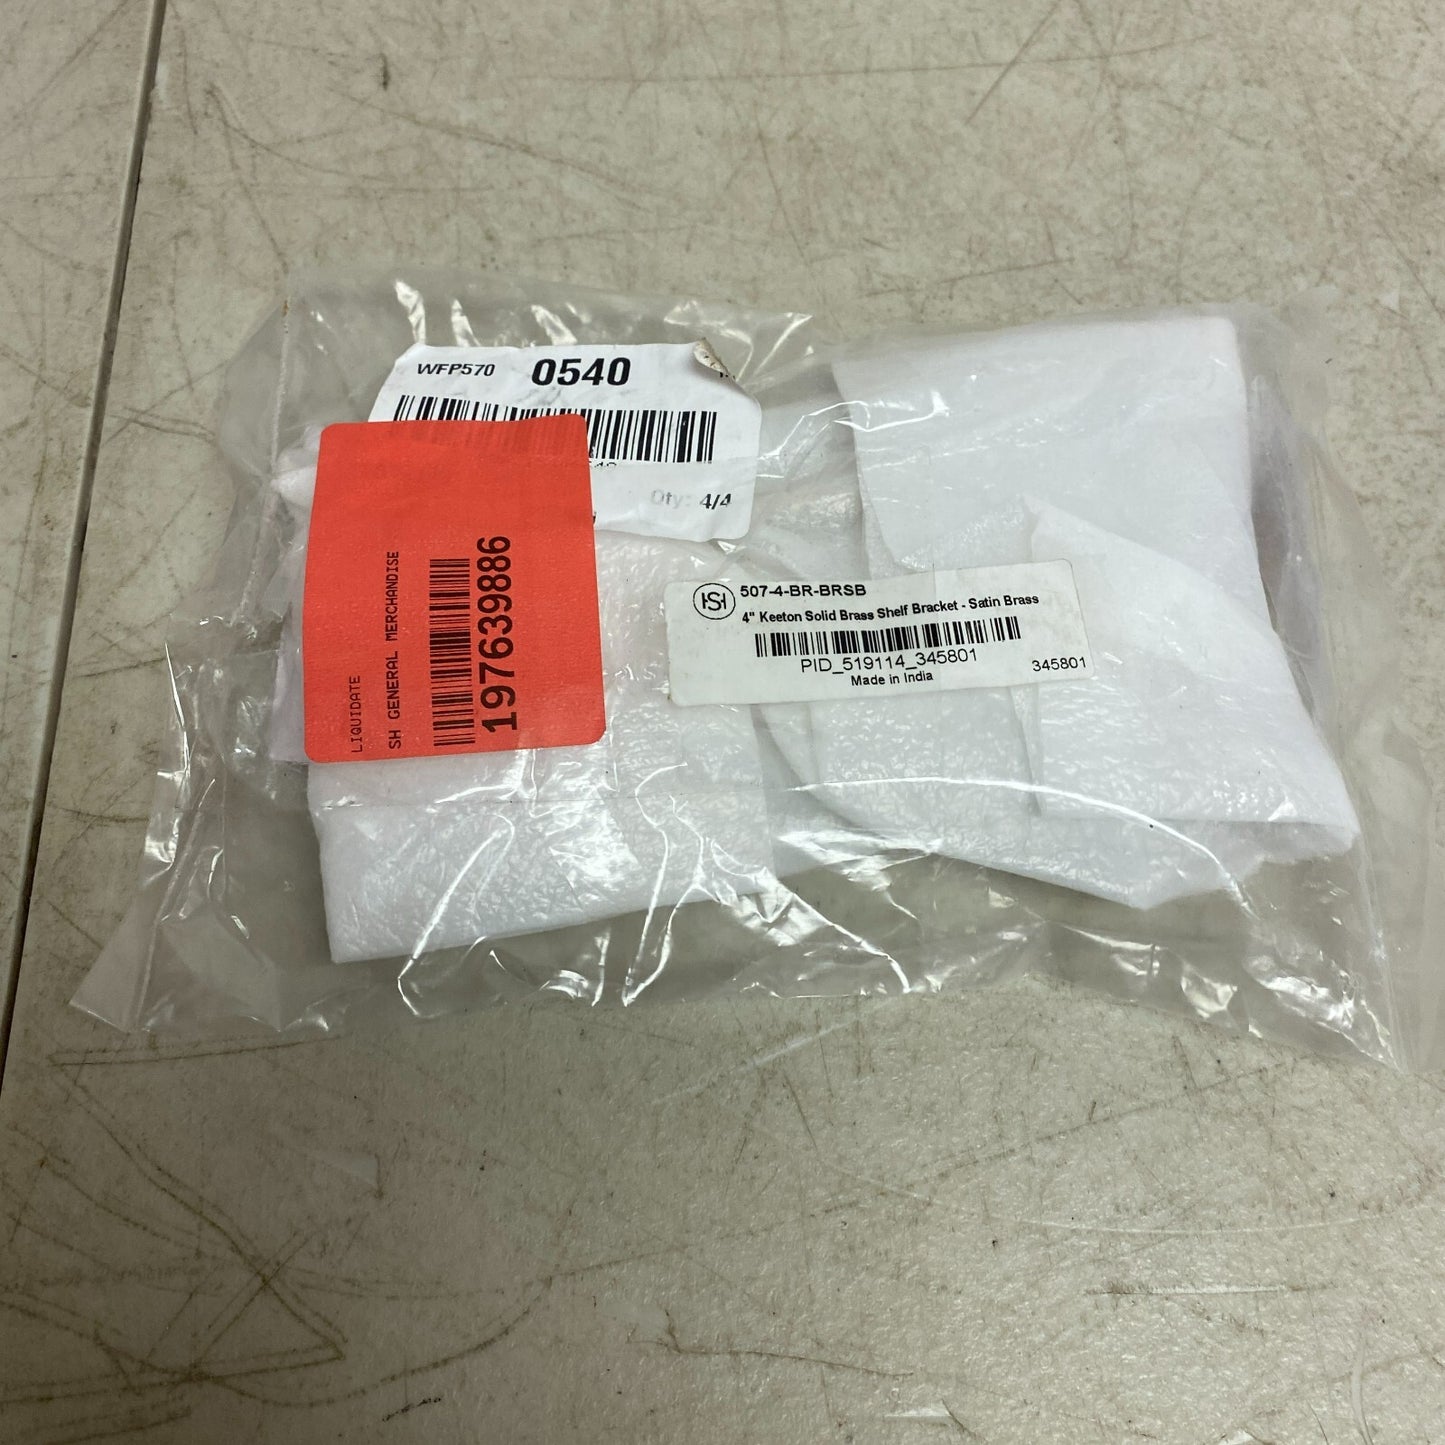 WFP570 0540
Qty: 4/4
LIQUIDATE
SH GENERAL MERCHANDISE
197639886
HS 507-4-BR-BRSB
4" Keeton Solid Brass Shelf Bracket - Satin Brass
PID_519114_345801
Made in India 345801